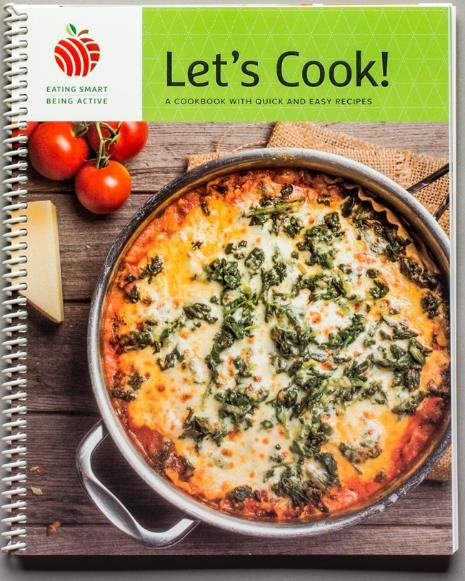 EATING SMART
BEING ACTIVE
Let's Cook!
A COOKBOOK WITH QUICK AND EASY RECIPES